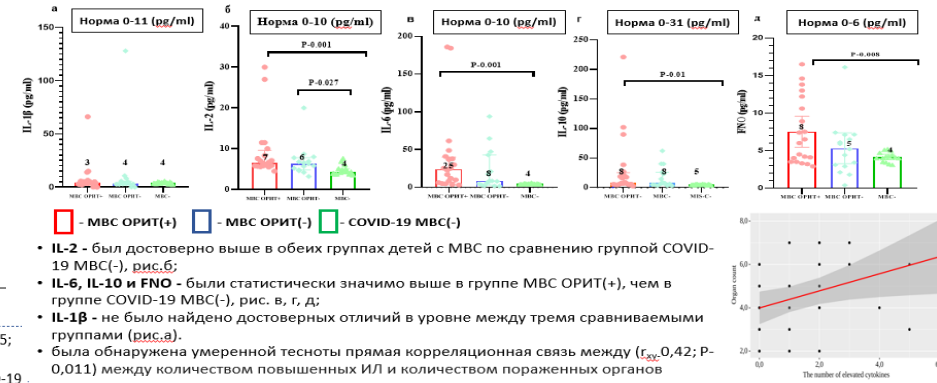 а
Норма 0-11 (pg/ml)
IL-1β (pg/ml)
150
100
50
0
3
4
4
МВС ОРИТ+
МВС ОРИТ-
МВС-
б
Норма 0-10 (pg/ml)
IL-2 (pg/ml)
40
30
20
10
0
P-0.001
P-0.027
7
6
4
МВС ОРИТ+
МВС ОРИТ-
МВС-
в
Норма 0-10 (pg/ml)
IL-6 (pg/ml)
200
150
100
50
0
P-0.001
25
8
4
МВС ОРИТ+
МВС ОРИТ-
МВС-
г
Норма 0-31 (pg/ml)
IL-10 (pg/ml)
250
200
150
100
50
0
P-0.01
8
8
5
МВС ОРИТ+
МВС ОРИТ-
MIS-C-
д
Норма 0-6 (pg/ml)
FNO (pg/ml)
20
15
10
5
0
P-0.008
8
5
4
МВС ОРИТ+
МВС ОРИТ-
МВС-
- МВС ОРИТ(+) - МВС ОРИТ(-) - COVID-19 МВС(-)
• IL-2 - был достоверно выше в обеих группах детей с МВС по сравнению группой COVID-
19 МВС(-), рис.б;
• IL-6, IL-10 и FNO - были статистически значимо выше в группе МВС ОРИТ(+), чем в
группе COVID-19 МВС(-), рис. в, г, д;
• IL-1β - не было найдено достоверных отличий в уровне между тремя сравниваемыми
группами (рис.а).
• была обнаружена умеренной тесноты прямая корреляционная связь между (rxy-0,42; P-
0,011) между количеством повышенных ИЛ и количеством пораженных органов
5;
-19 .
Organ count
8,0
6,0
4,0
2,0
0,0
2,0
4,0
The number of elevated cytokines